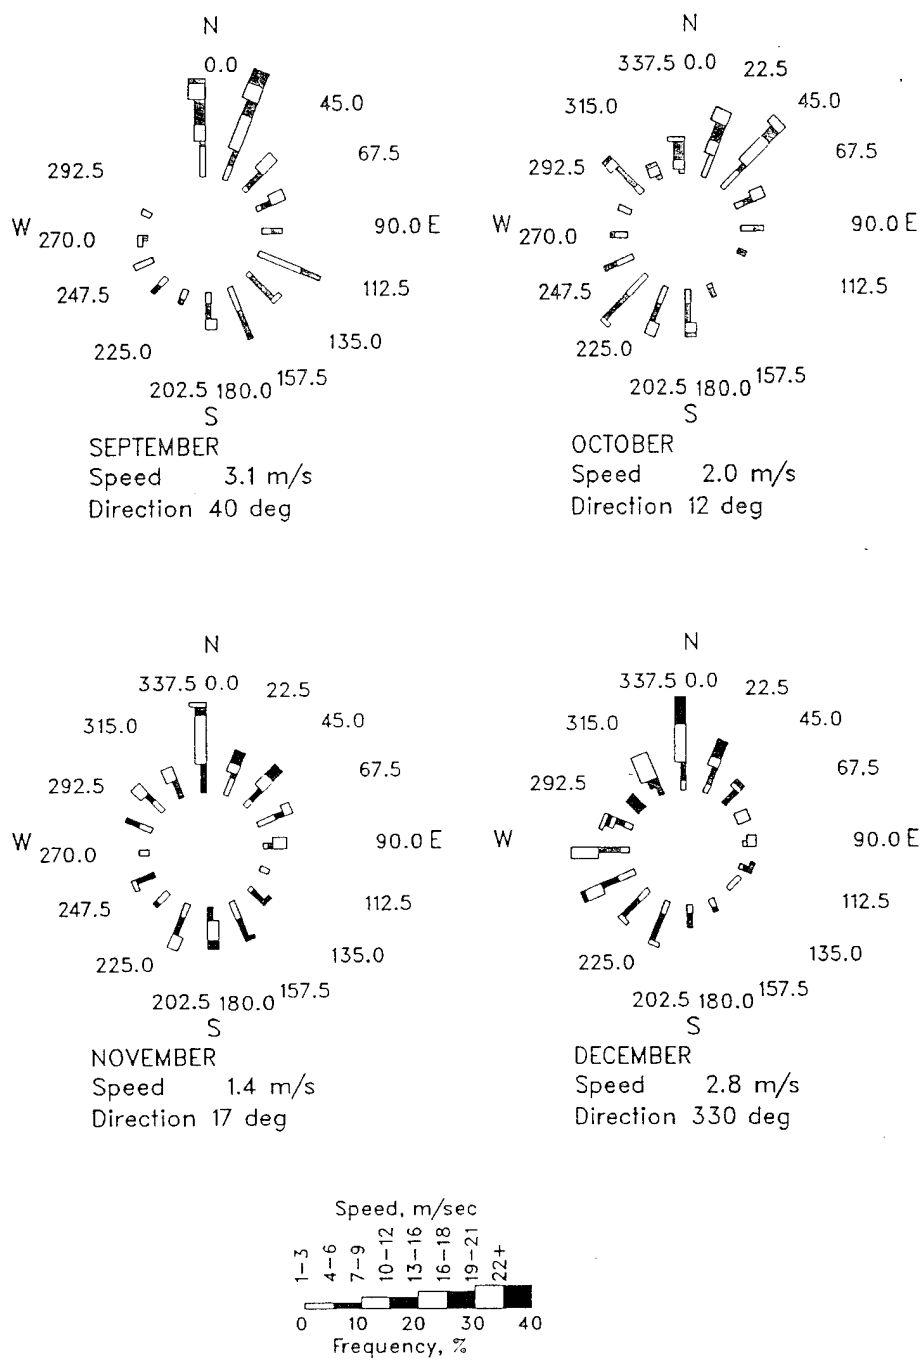 N
0.0
45.0
67.5
292.5
W 270.0
90.0 E
247.5
112.5
225.0
135.0
202.5 180.0 157.5
S
SEPTEMBER
Speed 3.1 m/s
Direction 40 deg
N
337.5 0.0 22.5
315.0
45.0
67.5
292.5
W 270.0
90.0 E
247.5
112.5
225.0
202.5 180.0 157.5
S
OCTOBER
Speed 2.0 m/s
Direction 12 deg
N
337.5 0.0 22.5
315.0
45.0
67.5
292.5
W 270.0
90.0 E
247.5
112.5
225.0
135.0
202.5 180.0 157.5
S
NOVEMBER
Speed 1.4 m/s
Direction 17 deg
N
337.5 0.0 22.5
315.0
45.0
67.5
292.5
W
90.0 E
112.5
225.0
135.0
202.5 180.0 157.5
S
DECEMBER
Speed 2.8 m/s
Direction 330 deg
Speed, m/sec
1-3 4-6 7-9 10-12 13-16 16-18 19-21 22+
0 10 20 30 40
Frequency, %